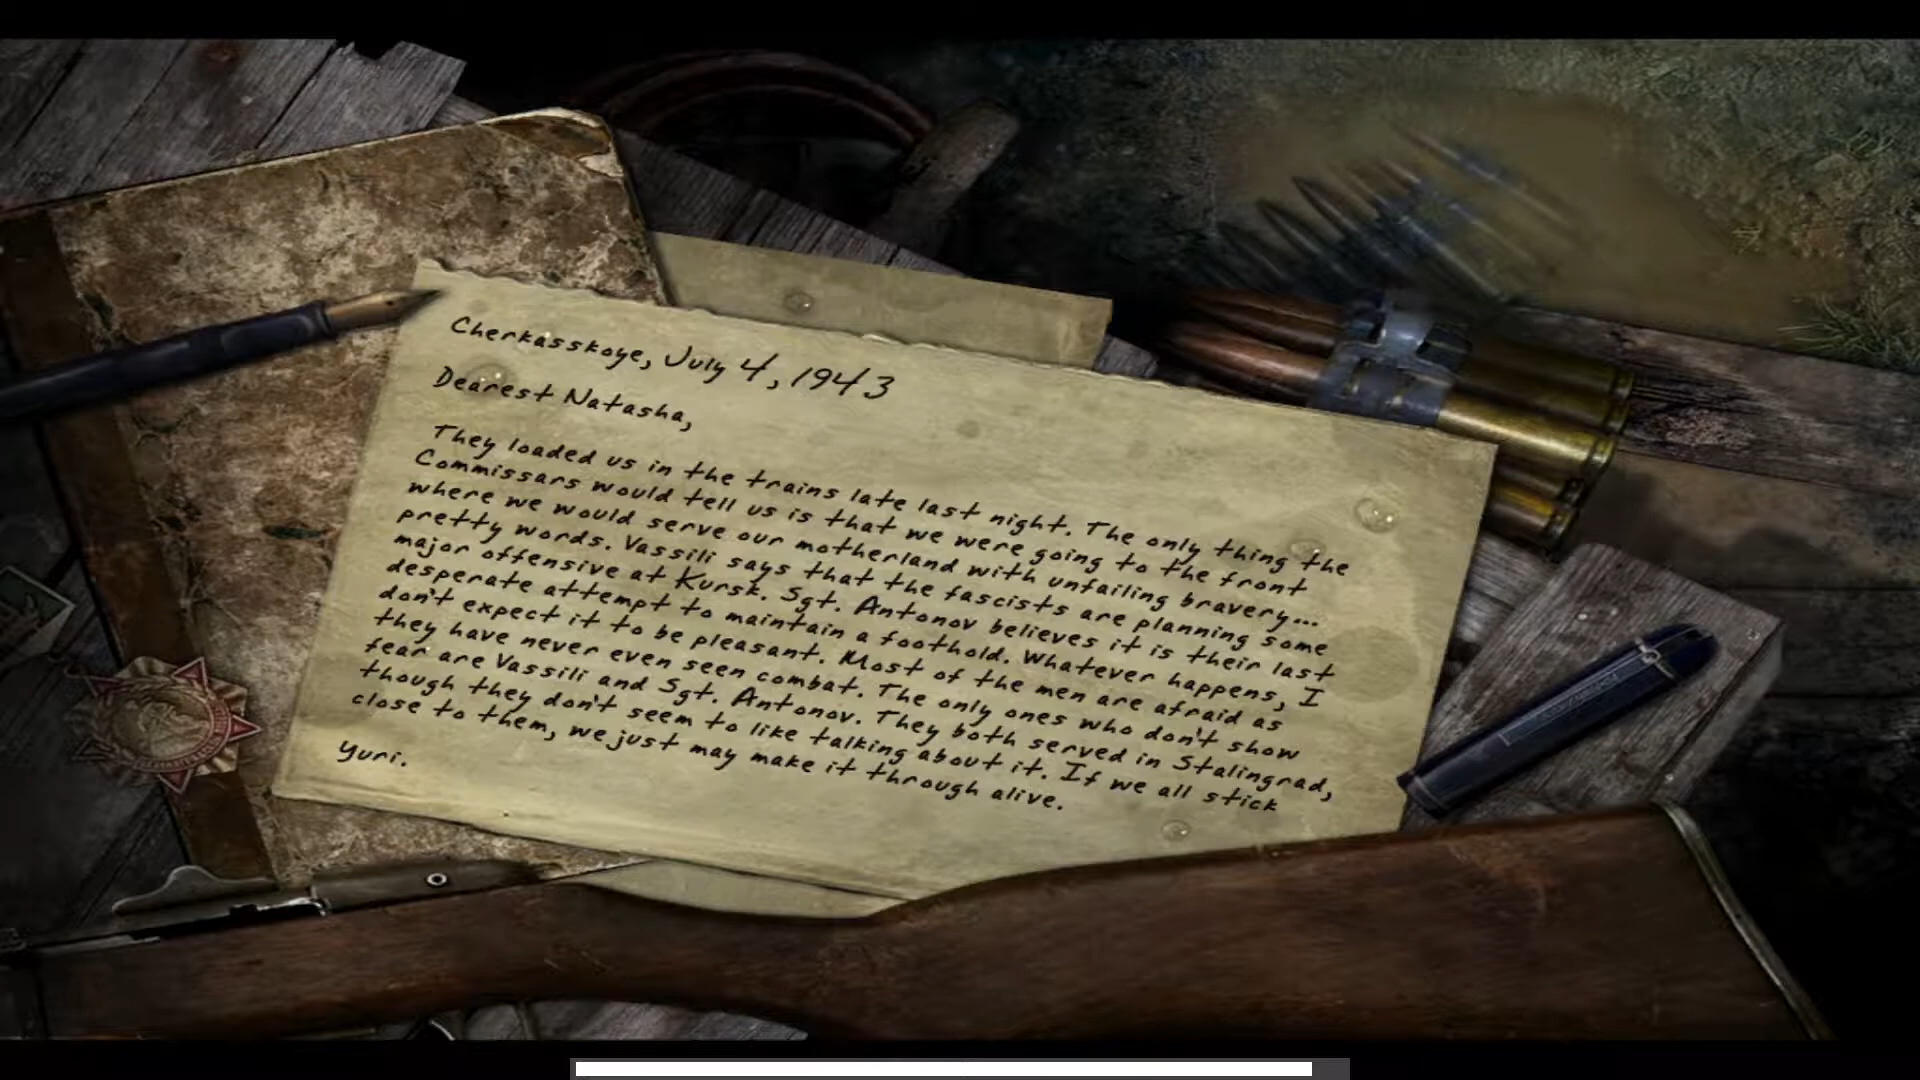 Cherkasskoye, July 4, 1943
Dearest Natasha,
They loaded us in the trains late last night. The only thing the
Commissars would tell us is that we were going to the front
where we would serve our motherland with unfailing bravery...
pretty words. Vassili says that the fascists are planning some
major offensive at Kursk. Sgt. Antonov believes it is their last
desperate attempt to maintain a foothold. Whatever happens, I
don't expect it to be pleasant. Most of the men are afraid as
they have never even seen combat. The only ones who don't show
fear are Vassili and Sgt. Antonov. They both served in Stalingrad,
though they don't seem to like talking about it. If we all stick
close to them, we just may make it through alive.
Yuri.